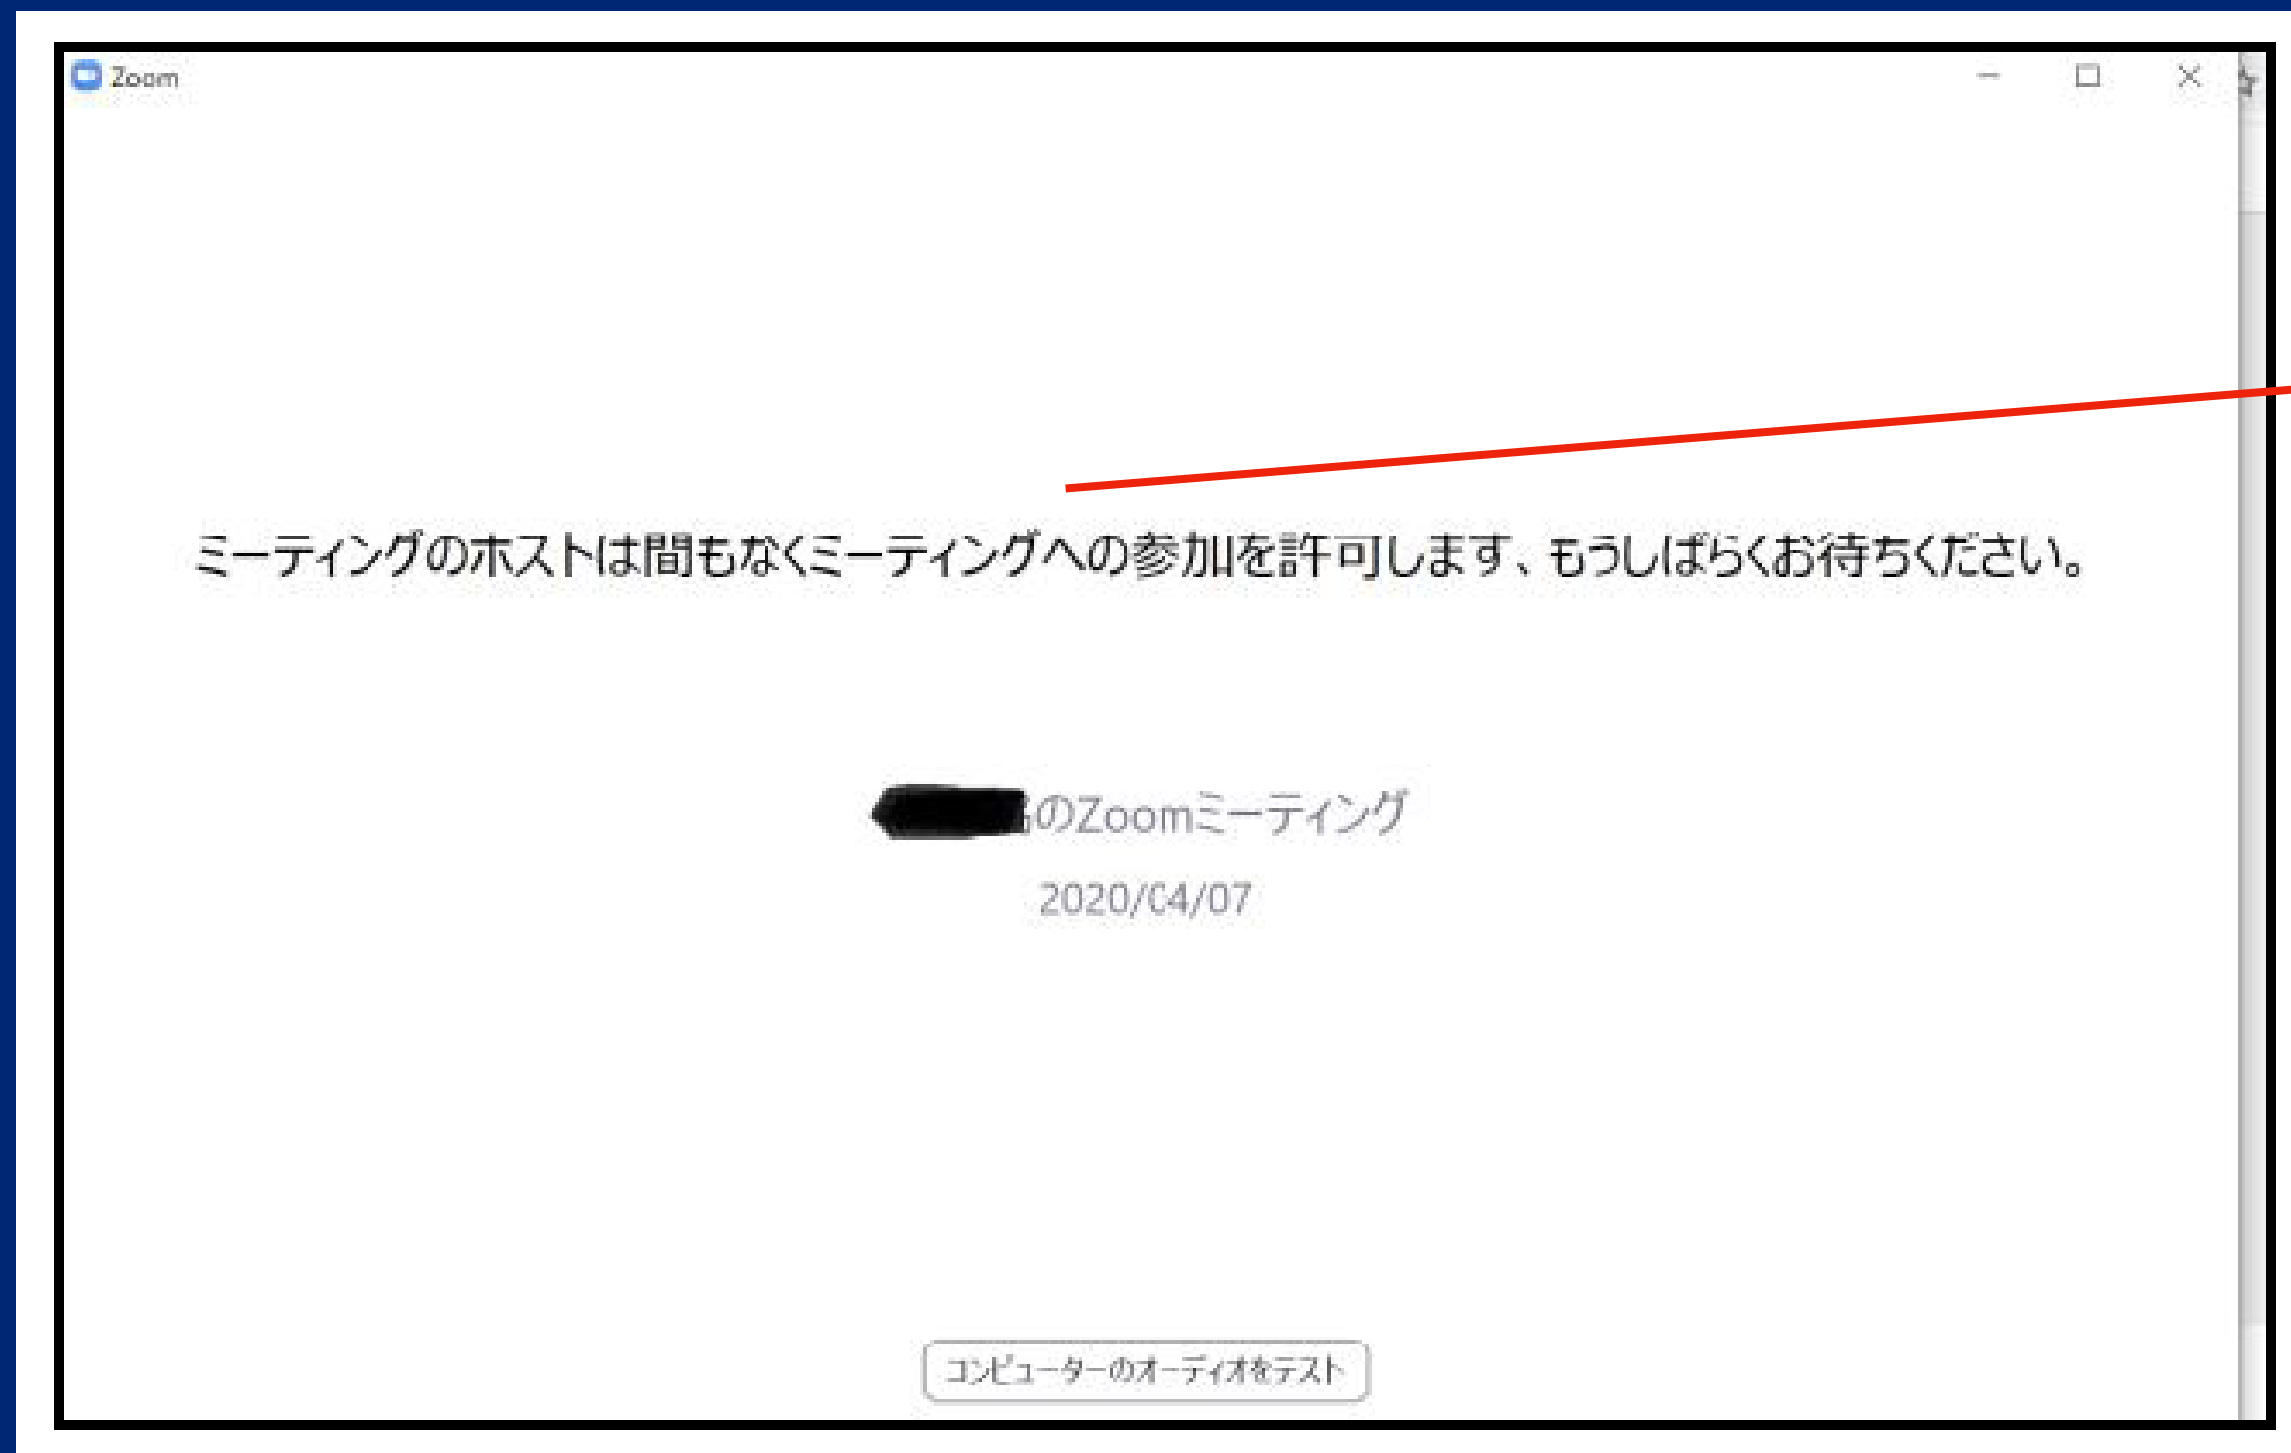 Zoom
ミーティングのホストは間もなくミーティングへの参加を許可します、もうしばらくお待ちください。
のZoomミーティング
2020/04/07
コンピューターのオーディオをテスト